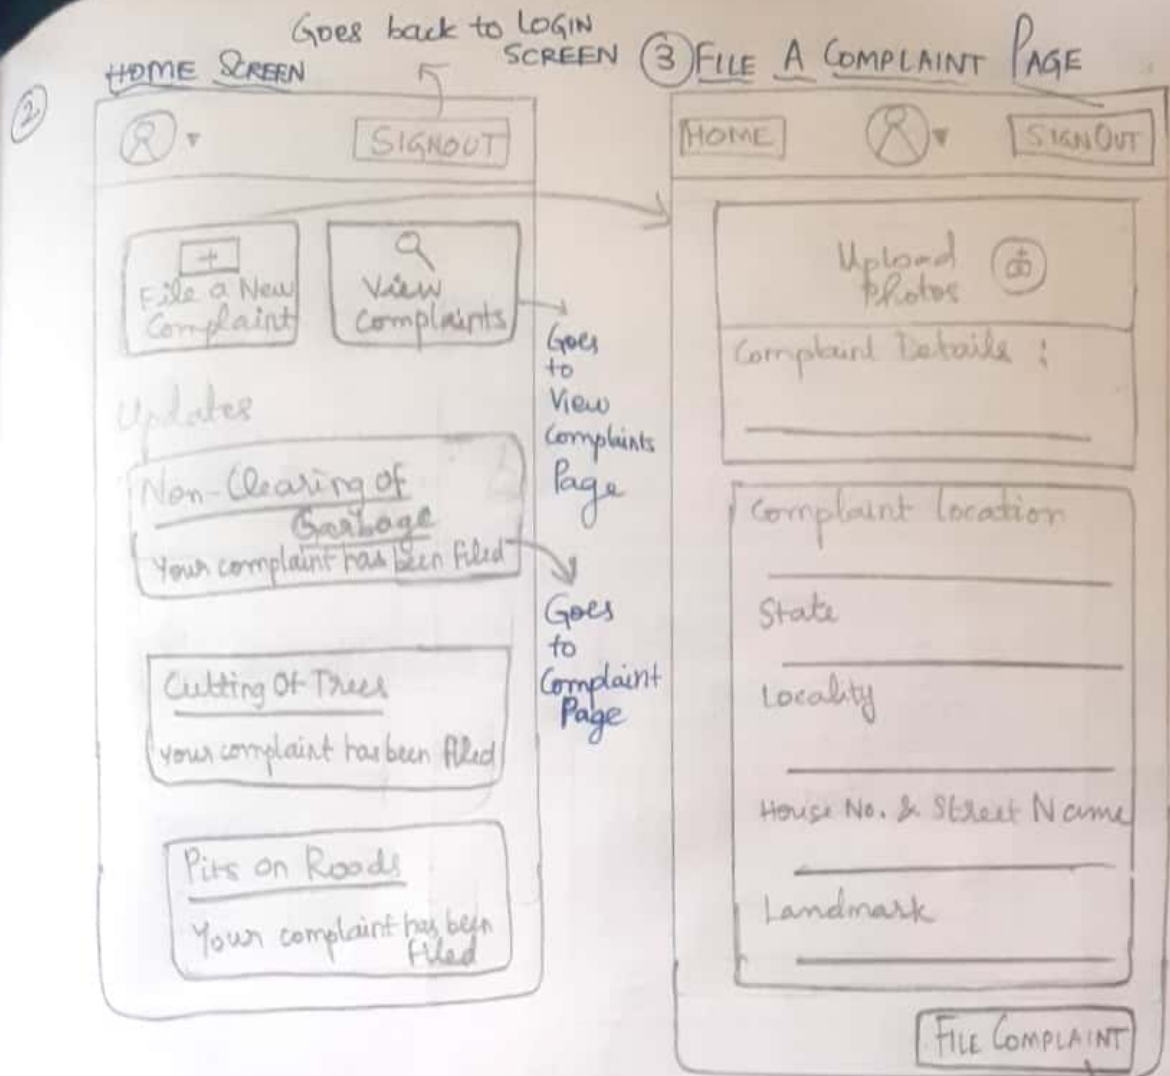 Goes back to LOGIN
SCREEN
2
HOME SCREEN
SIGNOUT
+
File a New
Complaint
View
Complaints
Goes
to
View
Complaints
Page
Updates
Non-Clearing of
Garbage
Your complaint has been filed
Goes
to
Complaint
Page
Cutting Of Trees
your complaint has been filed
Pits on Roads
Your complaint has been
filed
3 FILE A COMPLAINT PAGE
HOME
SIGNOUT
Upload
Photos
Complaint Details :
Complaint location
State
Locality
House No. & Street Name
Landmark
FILE COMPLAINT